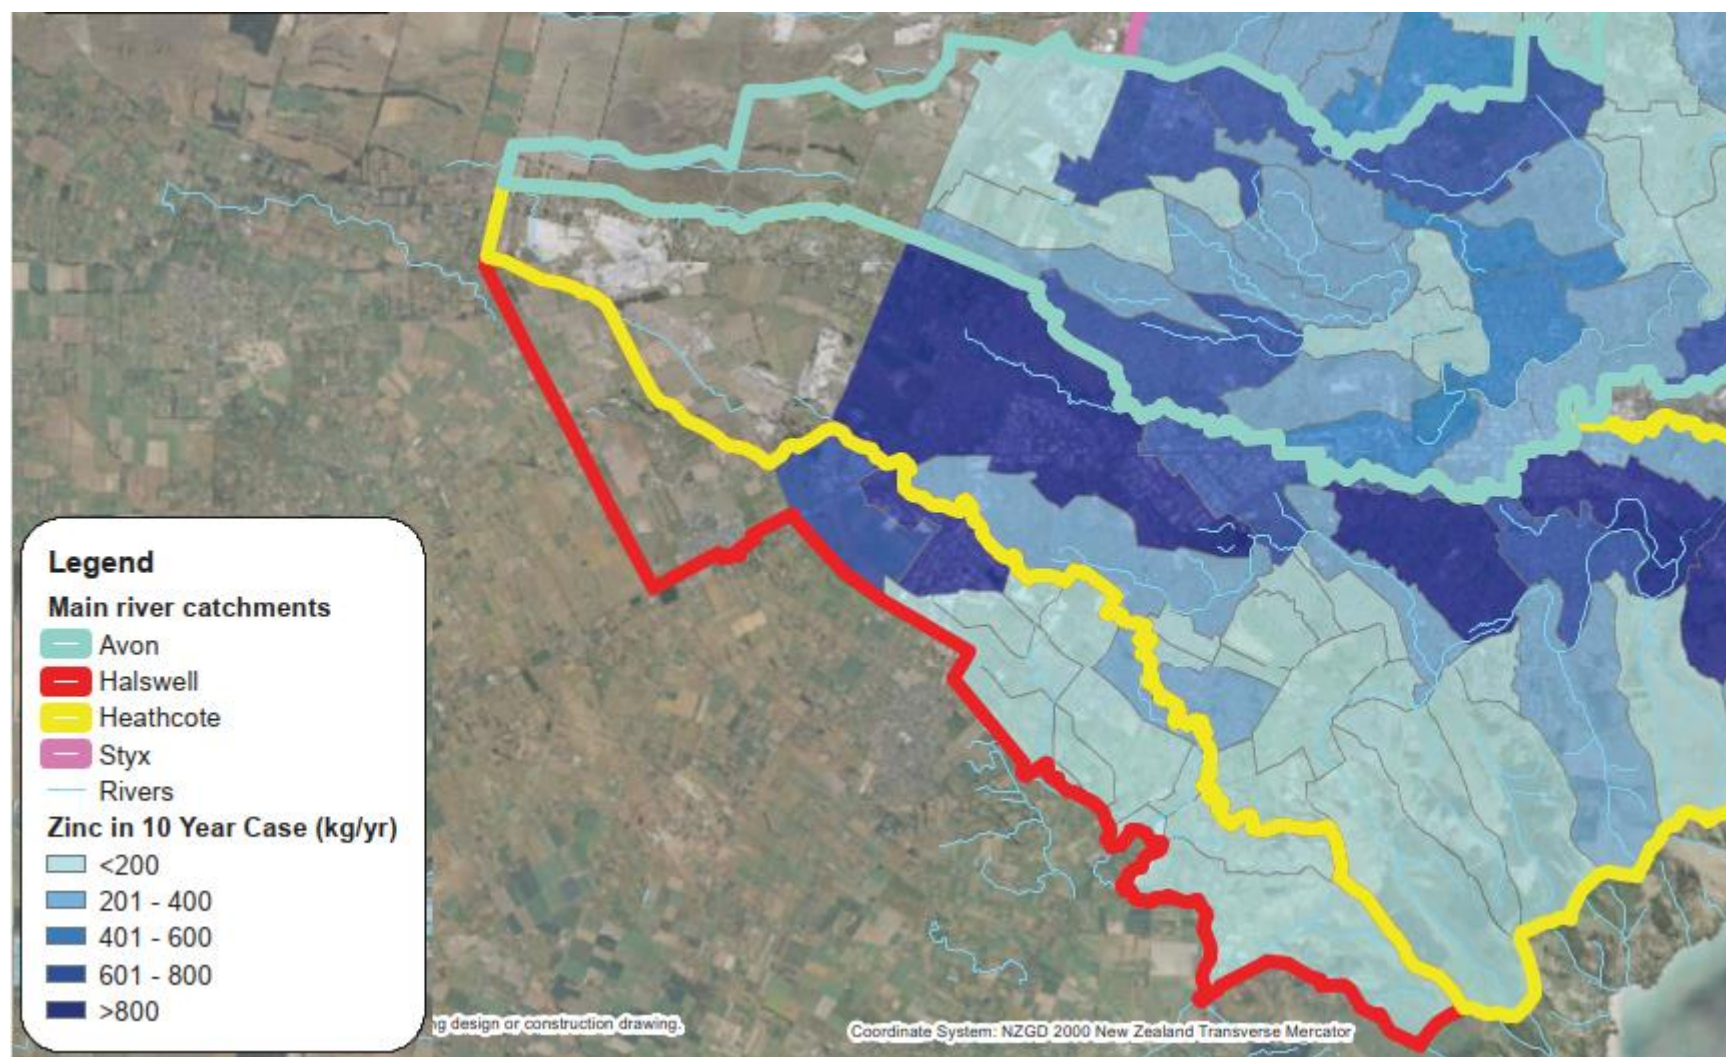 Legend
Main river catchments
Avon
Halswell
Heathcote
Styx
Rivers
Zinc in 10 Year Case (kg/yr)
<200
201 - 400
401 - 600
601 - 800
>800
design or construction drawing.
Coordinate System: NZGD 2000 New Zealand Transverse Mercator